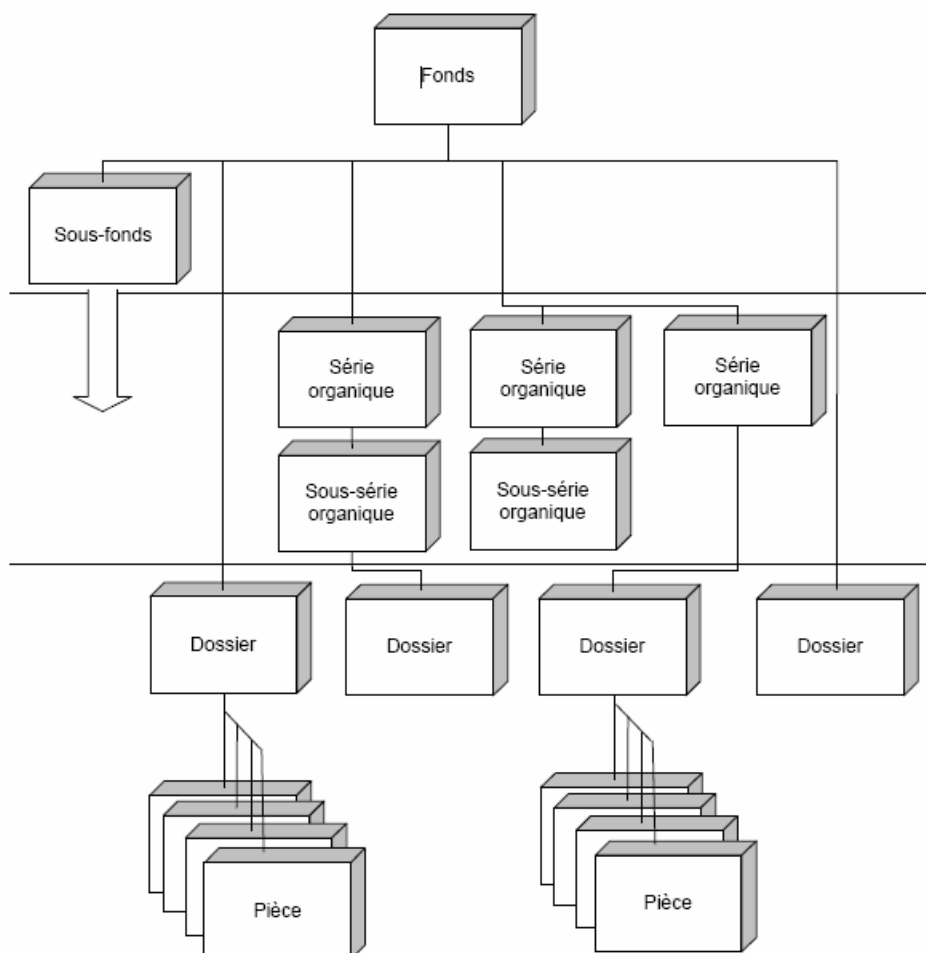 Fonds
Sous-fonds
Série
organique
Série
organique
Série
organique
Sous-série
organique
Sous-série
organique
Dossier
Dossier
Dossier
Dossier
Pièce
Pièce